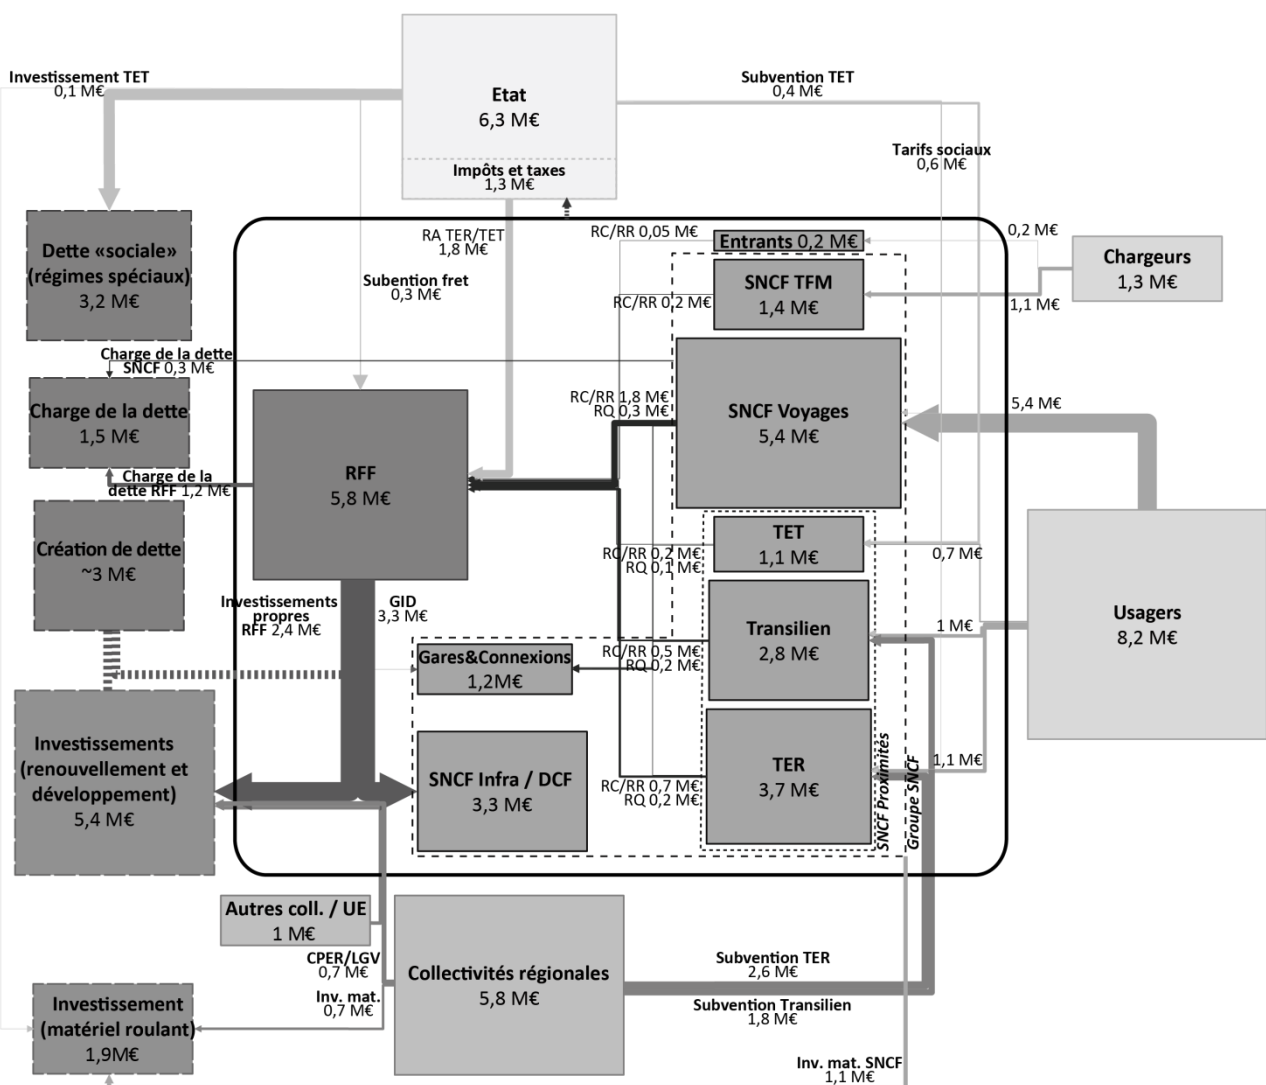 Investissement TET
0,1 M€
Etat
6,3 M€
Impôts et taxes
1,3 M€
Subvention TET
0,4 M€
Tarifs sociaux
0,6 M€
Dette «sociale»
(régimes spéciaux)
3,2 M€
RA TER/TET
1,8 M€
Subention fret
0,3 M€
RC/RR 0,05 M€
Entrants 0,2 M€
0,2 M€
Chargeurs
1,3 M€
SNCF TFM
1,4 M€
RC/RR 0,2 M€
1,1 M€
Charge de la dette
SNCF 0,3 M€
Charge de la dette
1,5 M€
RC/RR 1,8 M€
RQ 0,3 M€
SNCF Voyages
5,4 M€
5,4 M€
RFF
5,8 M€
Charge de la
dette RFF 1,2 M€
Création de dette
~3 M€
TET
1,1 M€
RC/RR 0,2 M€
RQ 0,1 M€
0,7 M€
Usagers
8,2 M€
Investissements
propres
RFF 2,4 M€
GID
3,3 M€
Transilien
2,8 M€
1 M€
Gares&Connexions
1,2M€
RC/RR 0,5 M€
RQ 0,2 M€
Investissements
(renouvellement et
développement)
5,4 M€
SNCF Infra / DCF
3,3 M€
RC/RR 0,7 M€
RQ 0,2 M€
TER
3,7 M€
1,1 M€
SNCF Proximités
Groupe SNCF
Autres coll. / UE
1 M€
CPER/LGV
0,7 M€
Inv. mat.
0,7 M€
Collectivités régionales
5,8 M€
Subvention TER
2,6 M€
Subvention Transilien
1,8 M€
Investissement
(matériel roulant)
1,9M€
Inv. mat. SNCF
1,1 M€